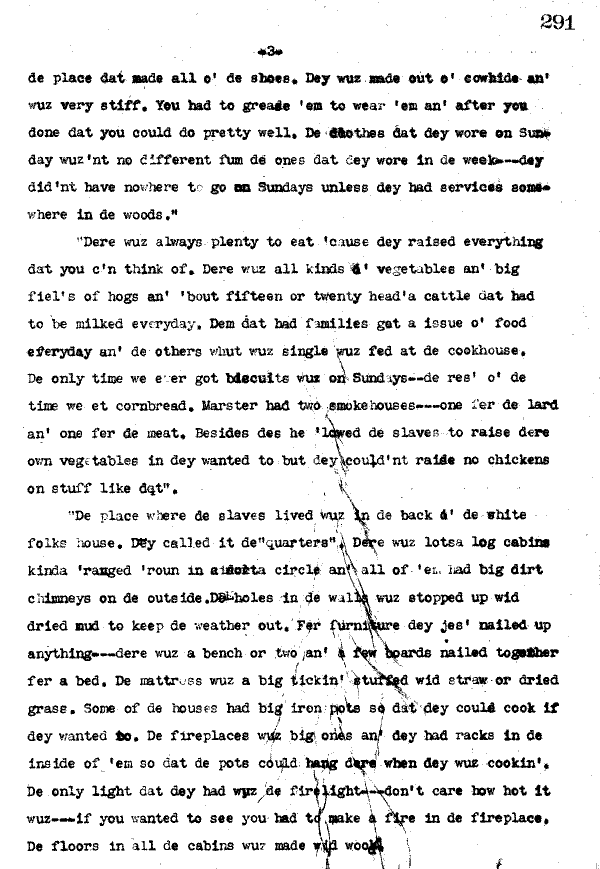 291
-3-
de place dat made all o' de shoes. Dey wuz made out o' cowhide an'
wuz very stiff. You had to grease 'em to wear 'em an' after you
done dat you could do pretty well. De clothes dat dey wore on Sun-
day wuz'nt no different fum de ones dat dey wore in de week---dey
did'nt have nowhere to go on Sundays unless dey had services some-
where in de woods."
"Dere wuz always plenty to eat 'cause dey raised everything
dat you c'n think of. Dere wuz all kinds o' vegetables an' big
fiel's of hogs an' 'bout fifteen or twenty head'a cattle dat had
to be milked everyday. Dem dat had families got a issue o' food
everyday an' de others whut wuz single wuz fed at de cookhouse.
De only time we ever got biscuits wuz on Sundays--de res' o' de
time we et cornbread. Marster had two smokehouses---one fer de lard
an' one fer de meat. Besides des he 'lowed de slaves to raise dere
own vegetables in dey wanted to but dey could'nt raise no chickens
on stuff like dat".
"De place where de slaves lived wuz in de back o' de white
folks house. Dey called it de"quarters". Dere wuz lotsa log cabins
kinda 'ranged 'roun in a sorta circle an' all of 'em had big dirt
chimneys on de outside. De holes in de walls wuz stopped up wid
dried mud to keep de weather out. Fer furniture dey jes' nailed up
anything---dere wuz a bench or two an' a few boards nailed together
fer a bed. De mattress wuz a big tickin' stuffed wid straw or dried
grass. Some of de houses had big iron pots so dat dey could cook if
dey wanted to. De fireplaces wuz big ones an' dey had racks in de
inside of 'em so dat de pots could hang dere when dey wuz cookin'.
De only light dat dey had wuz de firelight---don't care how hot it
wuz---if you wanted to see you had to make a fire in de fireplace.
De floors in all de cabins wuz made wid wood.